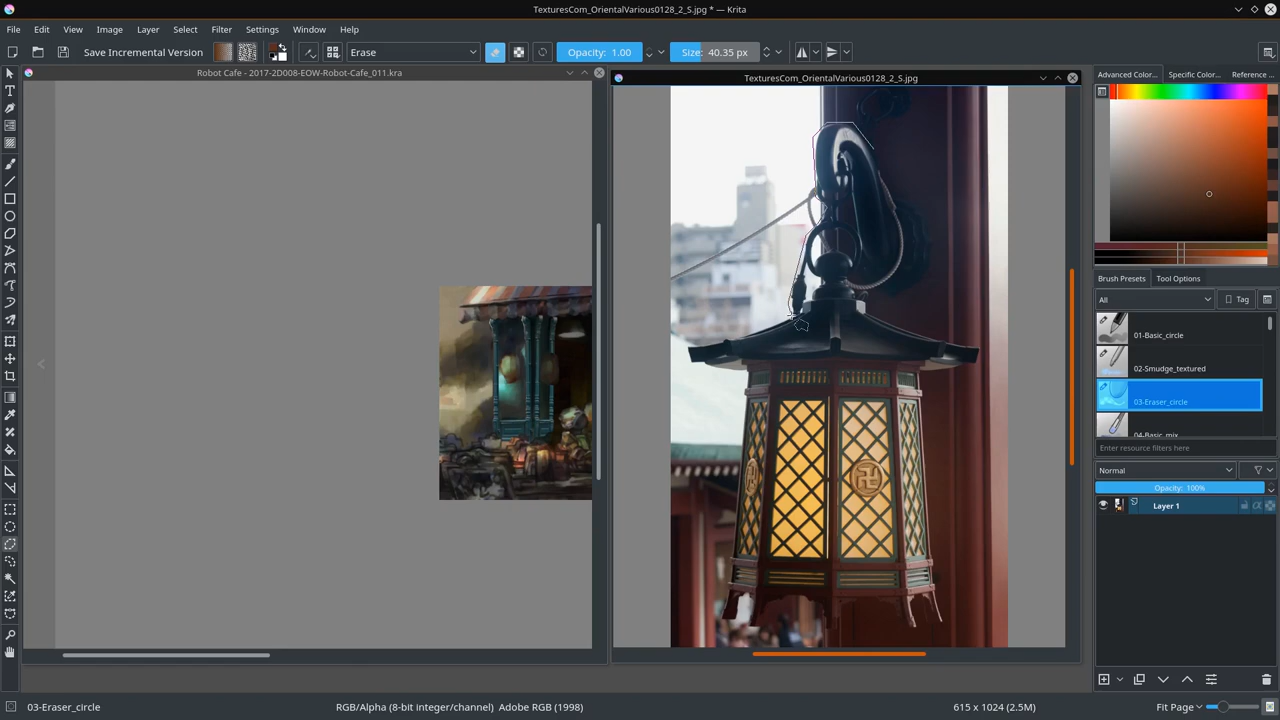 TexturesCom_OrientalVarious0128_2_S.jpg * — Krita
File Edit View Image Layer Select Filter Settings Window Help
Save Incremental Version
Erase
Opacity: 1.00
Size: 40.35 px
Robot Cafe - 2017-2D008-EOW-Robot-Cafe_011.kra
TexturesCom_OrientalVarious0128_2_S.jpg
卍
Advanced Color... Specific Color... Reference ...
Brush Presets Tool Options
All
Tag
01-Basic_circle
02-Smudge_textured
03-Eraser_circle
04-Basic_mix
Enter resource filters here
Normal
Opacity: 100%
Layer 1
03-Eraser_circle
RGB/Alpha (8-bit integer/channel) Adobe RGB (1998)
615 x 1024 (2.5M)
Fit Page